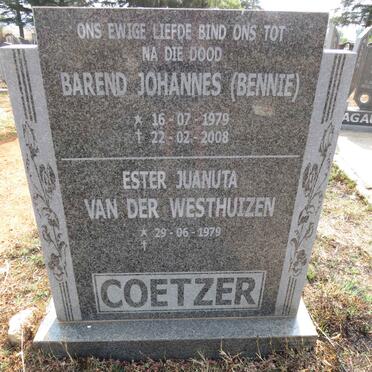 ONS EWIGE LIEFDE BIND ONS TOT
NA DIE DOOD
BAREND JOHANNES (BENNIE)
* 16-07-1979
† 22-02-2008
ESTER JUANUTA
VAN DER WESTHUIZEN
* 29-06-1979
†
COETZER